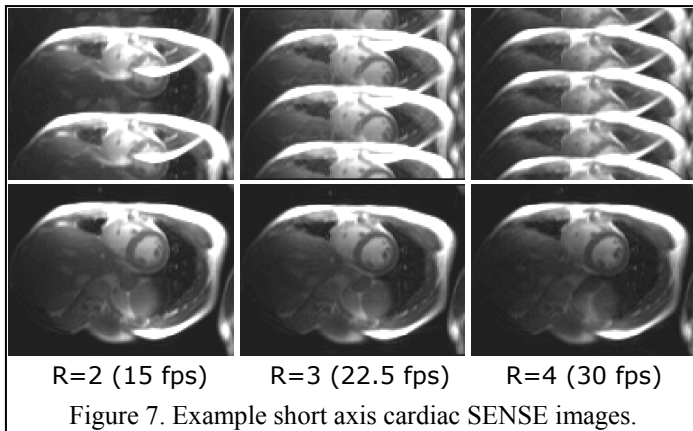 R=2 (15 fps) R=3 (22.5 fps) R=4 (30 fps)
Figure 7. Example short axis cardiac SENSE images.